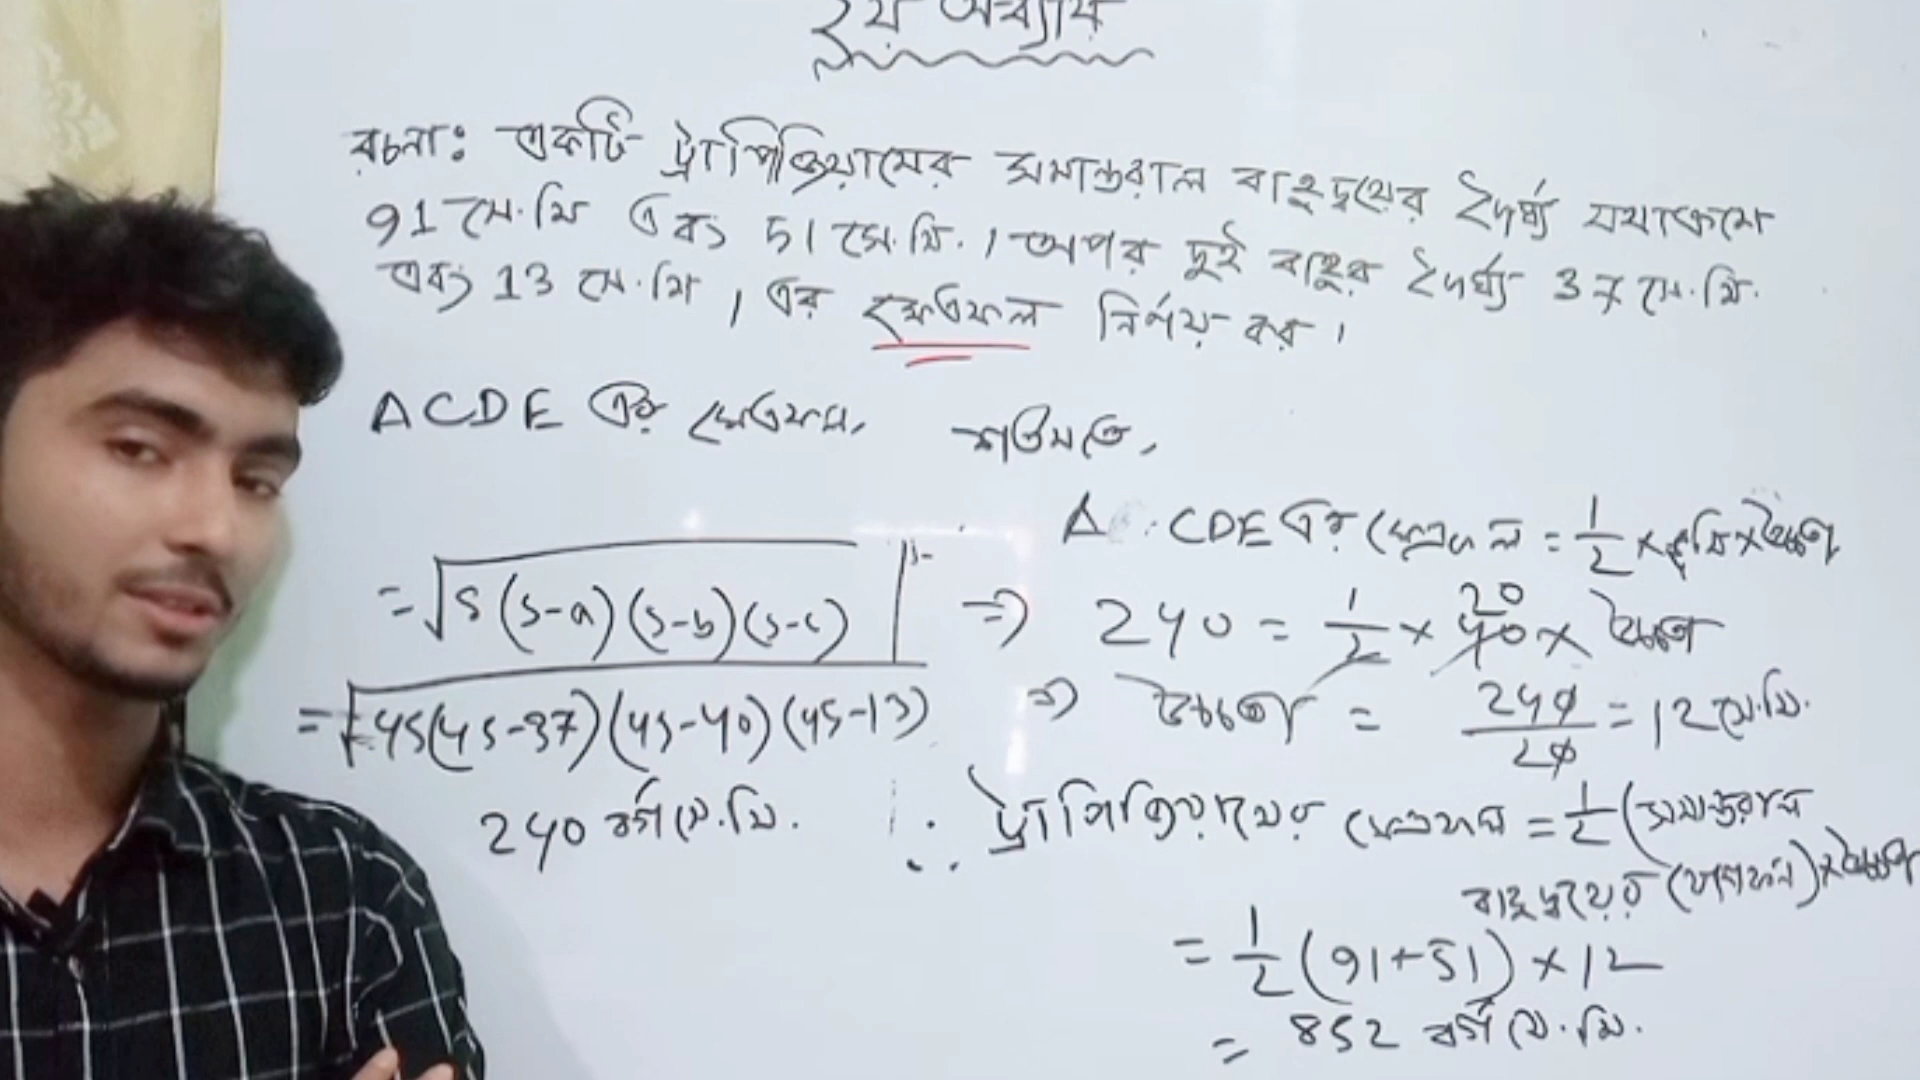 ২য় অধ্যায়
রচনা: একটি ট্রাপিজিয়ামের সমান্তরাল বাহুদ্বয়ের দৈর্ঘ্য যথাক্রমে
91 সে.মি এবং 51 সে.মি. । অপর দুই বাহুর দৈর্ঘ্য 37 সে.মি.
এবং 13 সে.মি , এর ক্ষেত্রফল নির্ণয় কর ।
Δ CDE এর ক্ষেত্রফল,
= √s(s-a)(s-b)(s-c)
= √45(45-37)(45-40)(45-13)
240 বর্গ সে.মি.
শর্তমতে,
Δ CDE এর ক্ষেত্রফল = 1/2 × ভূমি × উচ্চতা
⇒ 240 = 1/2 × 40 20 × উচ্চতা
⇒ উচ্চতা = 240/20 = 12 সে.মি.
∴ ট্রাপিজিয়ামের ক্ষেত্রফল = 1/2 (সমান্তরাল
বাহুদ্বয়ের যোগফল) × উচ্চতা
= 1/2 (91+51) × 12
= 852 বর্গ সে.মি.